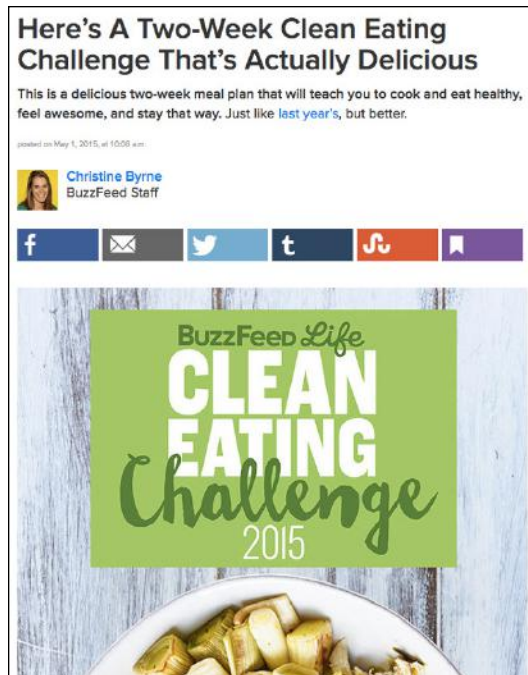 Here's A Two-Week Clean Eating
Challenge That's Actually Delicious
This is a delicious two-week meal plan that will teach you to cook and eat healthy,
feel awesome, and stay that way. Just like last year's, but better.
posted on May 1, 2015, at 10:08 a.m.
Christine Byrne
BuzzFeed Staff
BuzzFeed Life
CLEAN
EATING
Challenge
2015